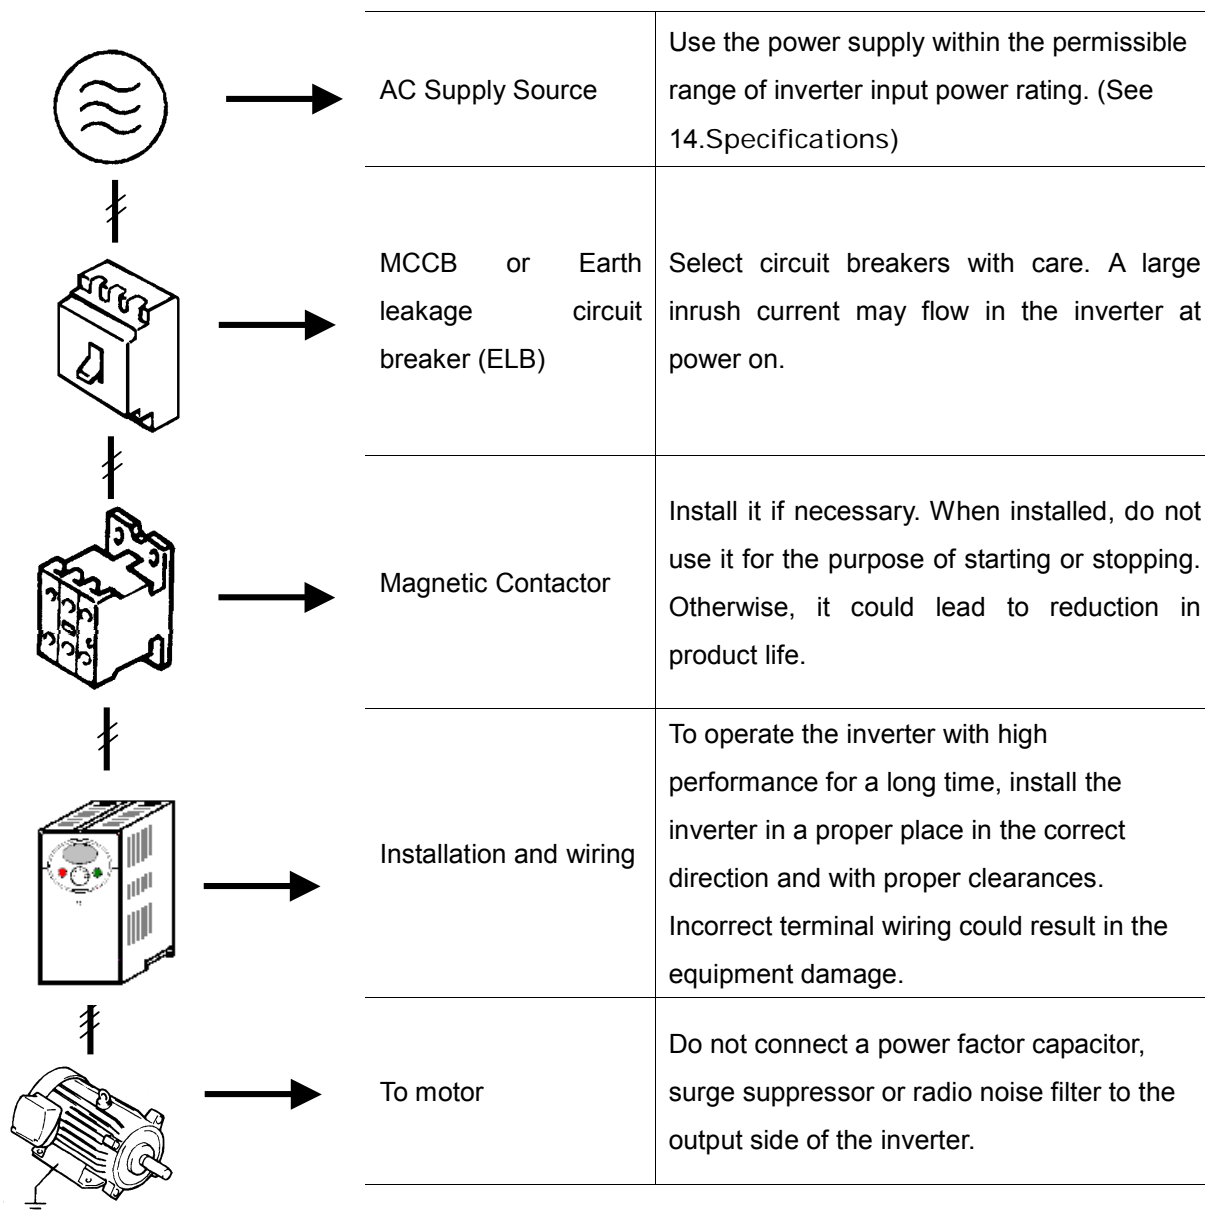 AC Supply Source
Use the power supply within the permissible
range of inverter input power rating. (See
14.Specifications)
MCCB or Earth
leakage circuit
breaker (ELB)
Select circuit breakers with care. A large
inrush current may flow in the inverter at
power on.
Magnetic Contactor
Install it if necessary. When installed, do not
use it for the purpose of starting or stopping.
Otherwise, it could lead to reduction in
product life.
Installation and wiring
To operate the inverter with high
performance for a long time, install the
inverter in a proper place in the correct
direction and with proper clearances.
Incorrect terminal wiring could result in the
equipment damage.
To motor
Do not connect a power factor capacitor,
surge suppressor or radio noise filter to the
output side of the inverter.